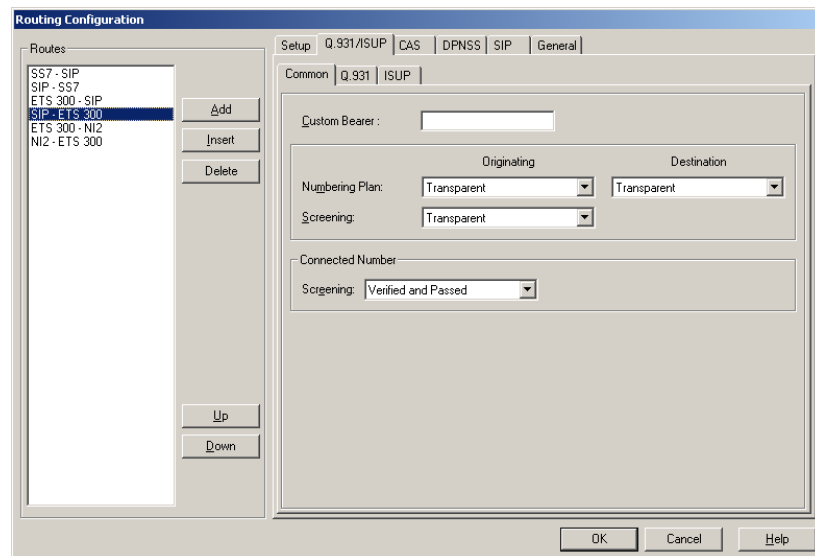 Routing Configuration
Routes
SS7 - SIP
SIP - SS7
ETS 300 - SIP
SIP - ETS 300
ETS 300 - NI2
NI2 - ETS 300
Add
Insert
Delete
Up
Down
Setup Q.931/ISUP CAS DPNSS SIP General
Common Q.931 ISUP
Custom Bearer :
Originating Destination
Numbering Plan: Transparent Transparent
Screening: Transparent
Connected Number
Screening: Verified and Passed
OK Cancel Help